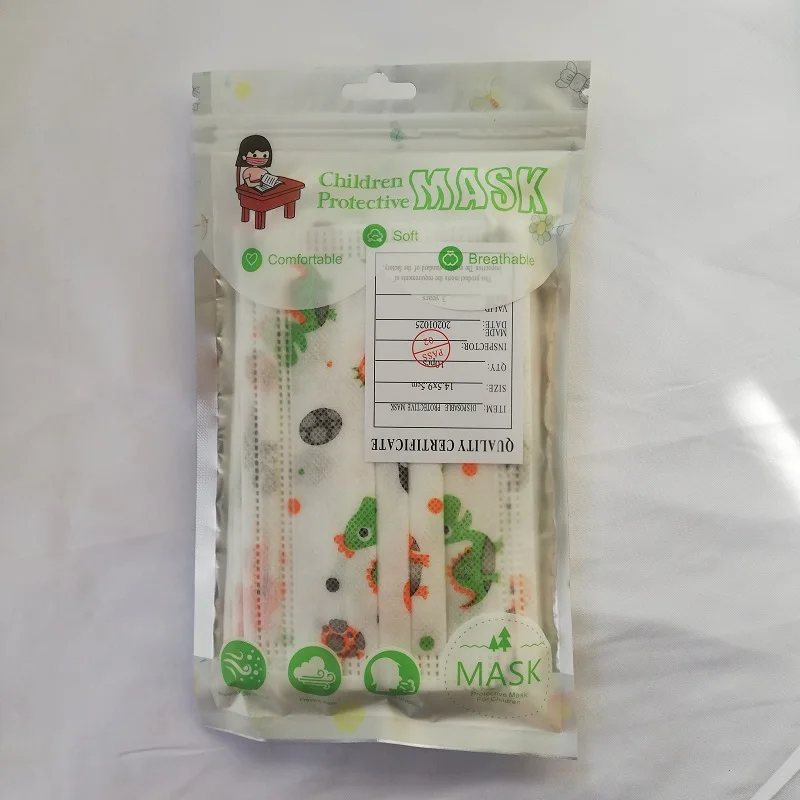 Children
Protective
MASK
Soft
Comfortable
Breathable
QUALITY CERTIFICATE
ITEM: DISPOSABLE PROTECTIVE MASK
SIZE: 14.5x9.5cm
QTY: 10pcs
INSPECTOR: PASS 02
MADE DATE: 20201025
VALID 3 years
This product meets the requirements of
inspection The standard of the factory.
MASK
Protective Mask
For Children